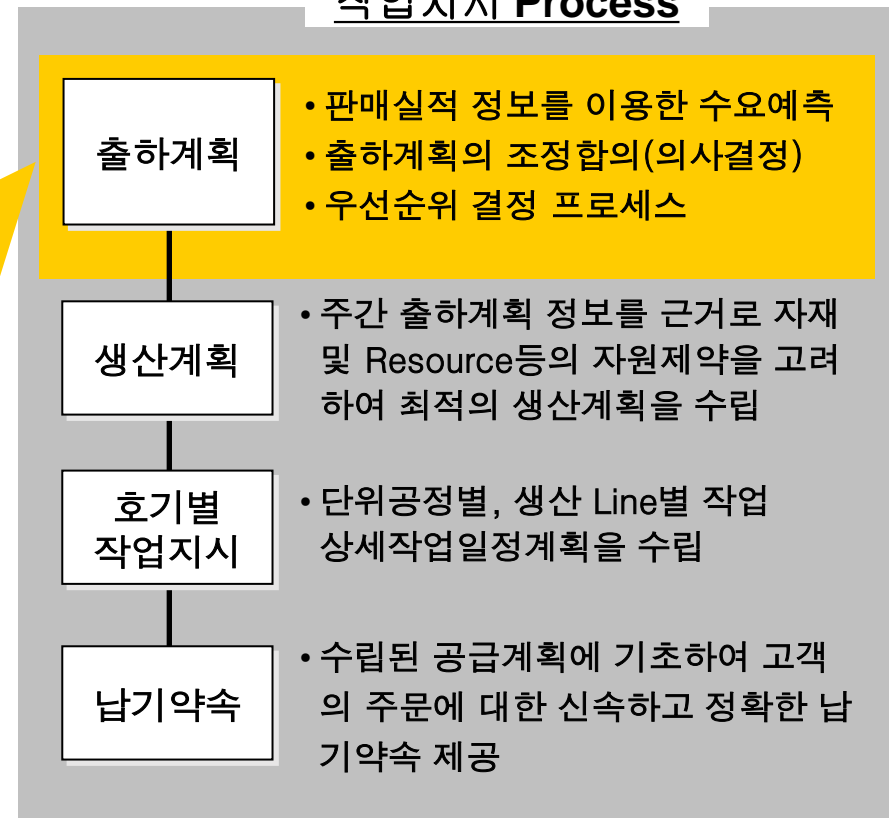 작업지시 Process
출하계획
• 판매실적 정보를 이용한 수요예측
• 출하계획의 조정합의(의사결정)
• 우선순위 결정 프로세스
생산계획
• 주간 출하계획 정보를 근거로 자재
및 Resource등의 자원제약을 고려
하여 최적의 생산계획을 수립
호기별
작업지시
• 단위공정별, 생산 Line별 작업
상세작업일정계획을 수립
납기약속
• 수립된 공급계획에 기초하여 고객
의 주문에 대한 신속하고 정확한 납
기약속 제공